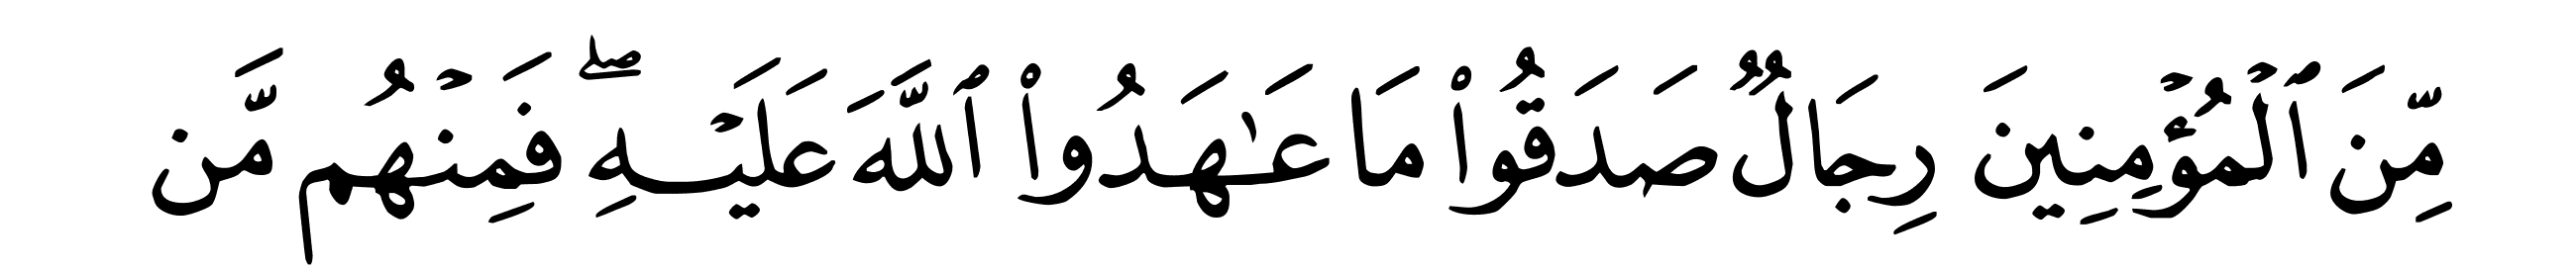 مِّنَ ٱلۡمُؤۡمِنِينَ رِجَالٞ صَدَقُواْ مَا عَٰهَدُواْ ٱللَّهَ عَلَيۡهِۖ فَمِنۡهُم مَّن